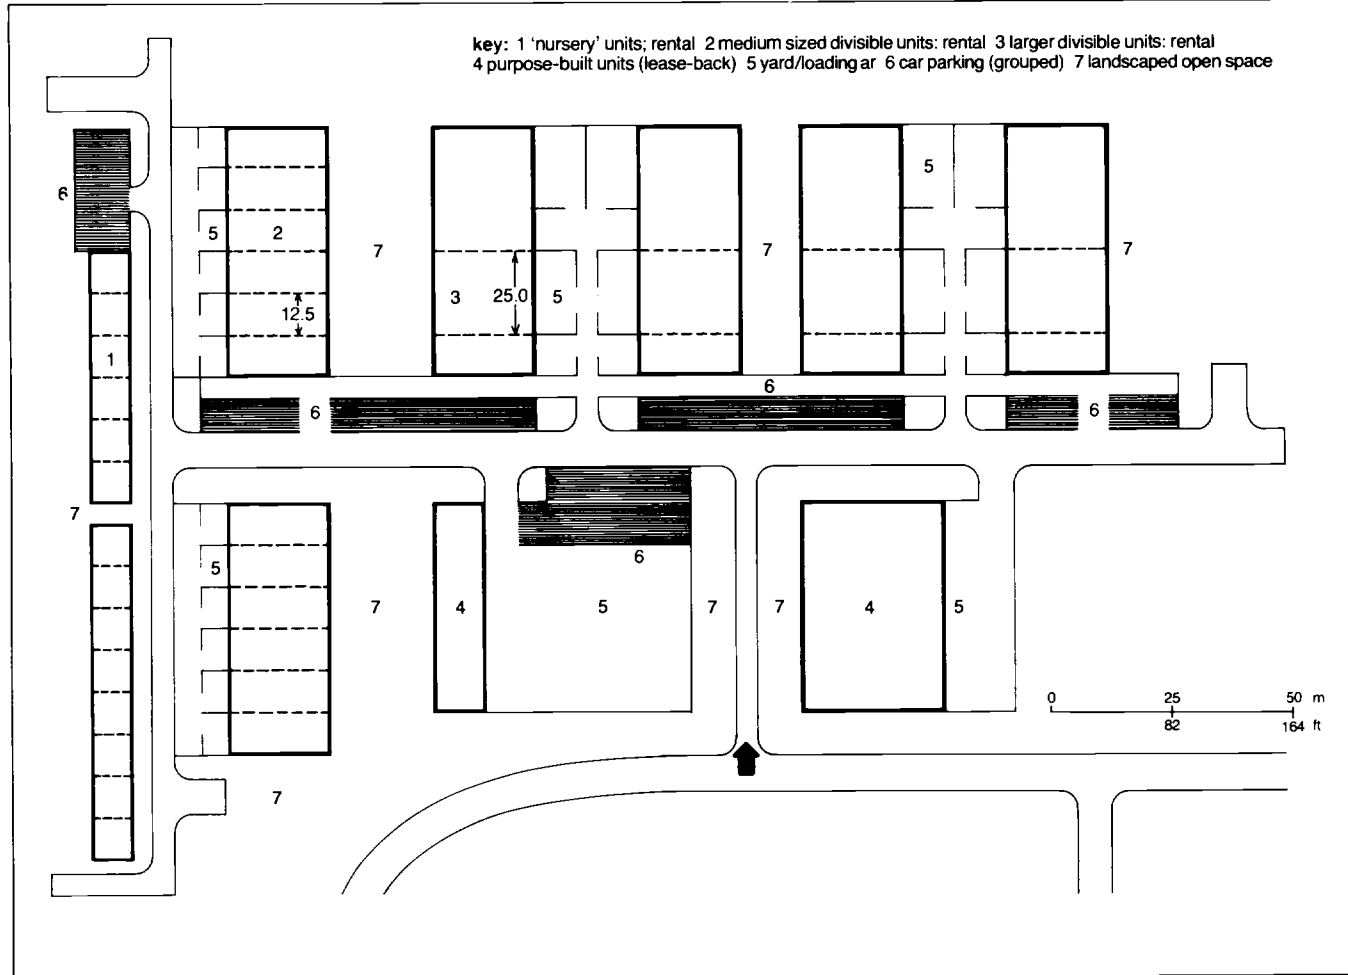 key: 1 'nursery' units; rental 2 medium sized divisible units: rental 3 larger divisible units: rental
4 purpose-built units (lease-back) 5 yard/loading ar 6 car parking (grouped) 7 landscaped open space
5
6
5 2 7 7 7
3 25.0 5
12.5
1
6
6 6
7
6
5
7 4 5 7 7 4 5
0 25 50 m
82 164 ft
7